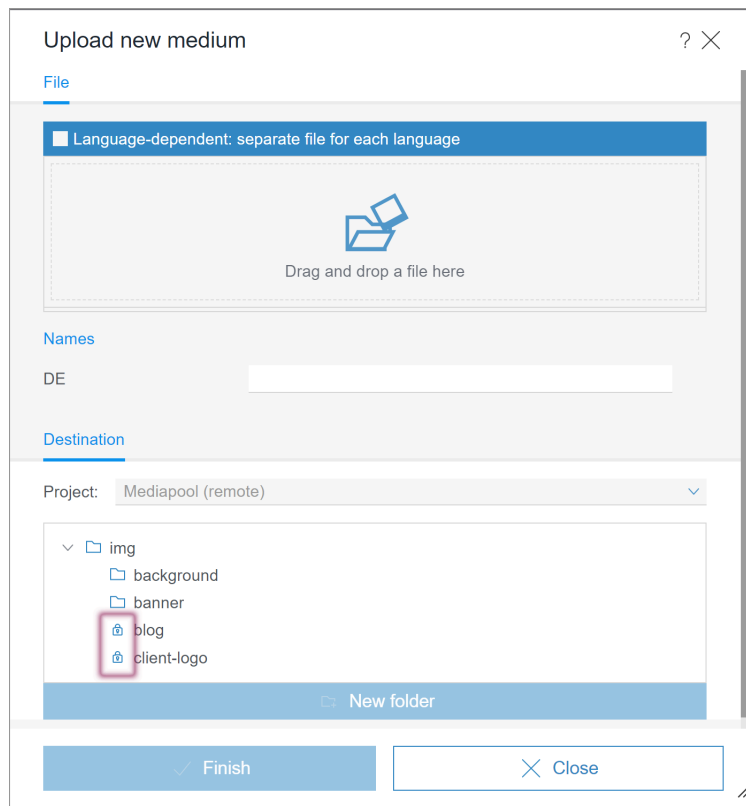 Upload new medium ?
File
Language-dependent: separate file for each language
Drag and drop a file here
Names
DE
Destination
Project: Mediapool (remote)
img
background
banner
blog
client-logo
New folder
Finish Close